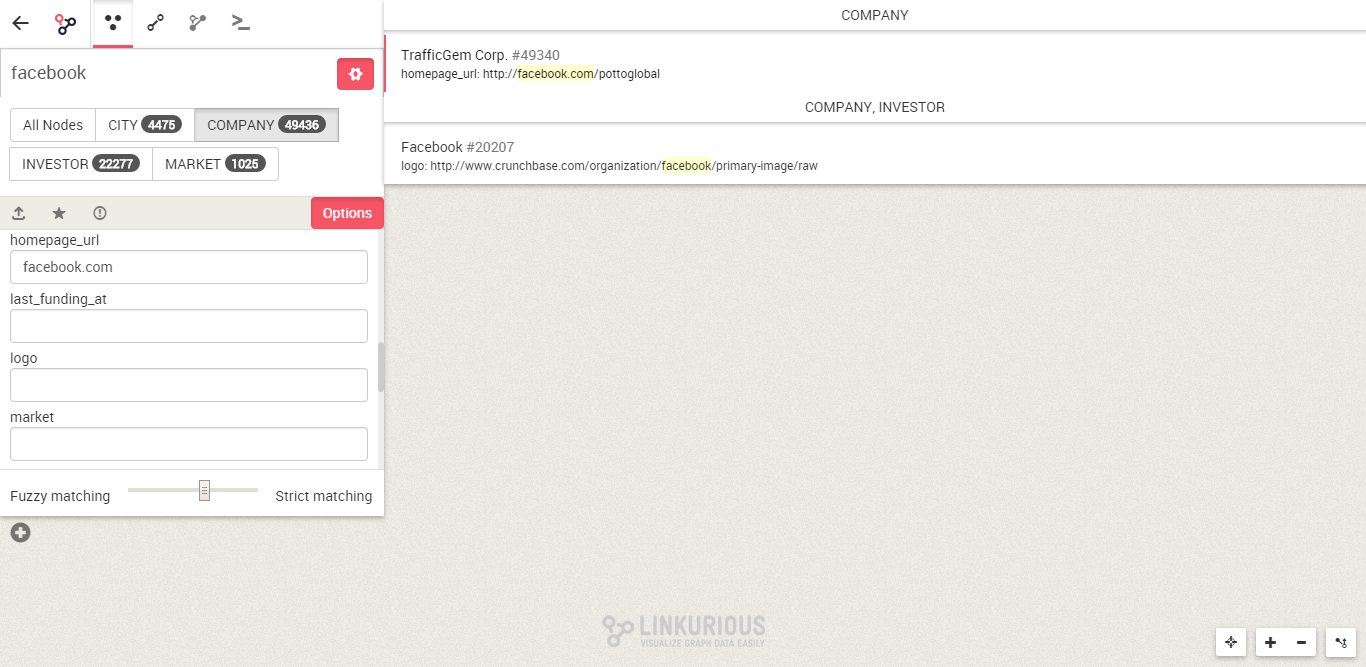 facebook
All Nodes CITY 4475 COMPANY 49436
INVESTOR 22277 MARKET 1025
Options
homepage_url
facebook.com
last_funding_at
logo
market
Fuzzy matching Strict matching
COMPANY
TrafficGem Corp. #49340
homepage_url: http://facebook.com/pottoglobal
COMPANY, INVESTOR
Facebook #20207
logo: http://www.crunchbase.com/organization/facebook/primary-image/raw
LINKURIOUS
VISUALIZE GRAPH DATA EASILY